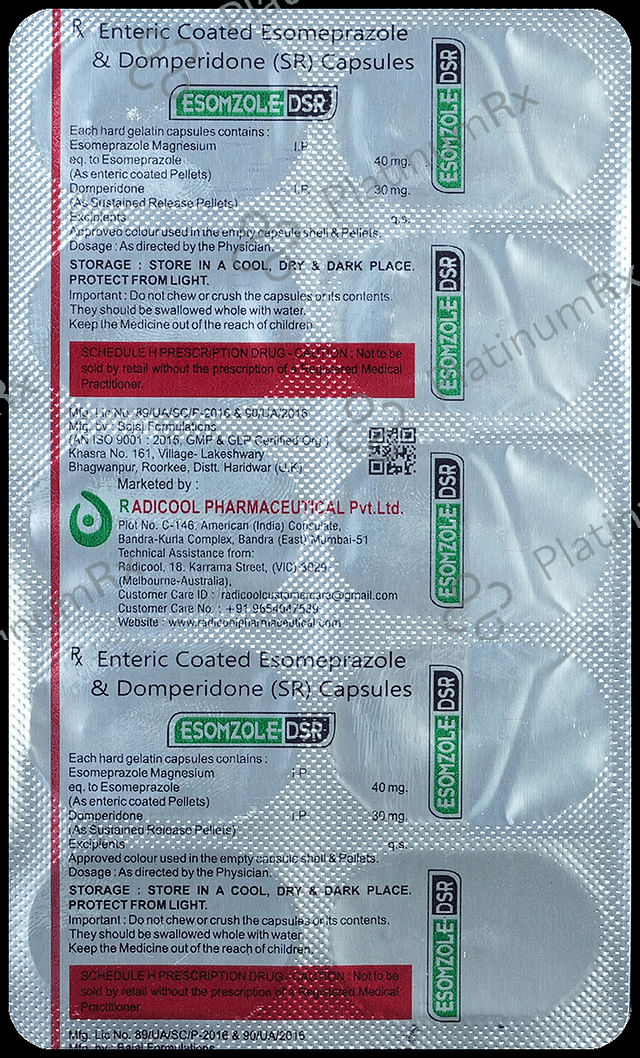 Rx Enteric Coated Esomeprazole
& Domperidone (SR) Capsules
ESOMZOLE DSR
Each hard gelatin capsules contains :
Esomeprazole Magnesium I.P.
eq. to Esomeprazole 40 mg.
(As enteric coated Pellets)
Domperidone I.P. 30 mg.
(As Sustained Release Pellets)
Excipients q.s.
Approved colour used in the empty capsule shell & Pellets.
Dosage : As directed by the Physician.
STORAGE : STORE IN A COOL, DRY & DARK PLACE.
PROTECT FROM LIGHT.
Important : Do not chew or crush the capsules or its contents.
They should be swallowed whole with water.
Keep the Medicine out of the reach of children.
SCHEDULE H PRESCRIPTION DRUG - CAUTION : Not to be
sold by retail without the prescription of a Registered Medical
Practitioner.
Mfg. Lic No. 89/UA/SC/P-2016 & 90/UA/2016
Mfg. by : Bajaj Formulations
(AN ISO 9001 : 2015, GMP & GLP Certified Org.)
Khasra No. 161, Village- Lakeshwary
Bhagwanpur, Roorkee, Distt. Haridwar (U.K)
Marketed by :
RADICOOL PHARMACEUTICAL Pvt.Ltd.
Plot No. C-146, American (India) Consulate,
Bandra-Kurla Complex, Bandra (East) Mumbai-51
Technical Assistance from:
Radicool, 18, Karrama Street, (VIC) 3029
(Melbourne-Australia),
Customer Care ID : radicoolcustomercare@gmail.com
Customer Care No. : +91 9654647589
Website : www.radicoolpharmaceutical.com
Rx Enteric Coated Esomeprazole
& Domperidone (SR) Capsules
ESOMZOLE DSR
Each hard gelatin capsules contains :
Esomeprazole Magnesium I.P.
eq. to Esomeprazole 40 mg.
(As enteric coated Pellets)
Domperidone I.P. 30 mg.
(As Sustained Release Pellets)
Excipients q.s.
Approved colour used in the empty capsule shell & Pellets.
Dosage : As directed by the Physician.
STORAGE : STORE IN A COOL, DRY & DARK PLACE.
PROTECT FROM LIGHT.
Important : Do not chew or crush the capsules or its contents.
They should be swallowed whole with water.
Keep the Medicine out of the reach of children.
SCHEDULE H PRESCRIPTION DRUG - CAUTION : Not to be
sold by retail without the prescription of a Registered Medical
Practitioner.
Mfg. Lic No. 89/UA/SC/P-2016 & 90/UA/2016
Mfg. by : Bajaj Formulations
ESOMZOLE DSR
ESOMZOLE DSR
ESOMZOLE DSR
ESOMZOLE DSR
ESOMZOLE DSR
PlatinumRx
PlatinumRx
PlatinumRx